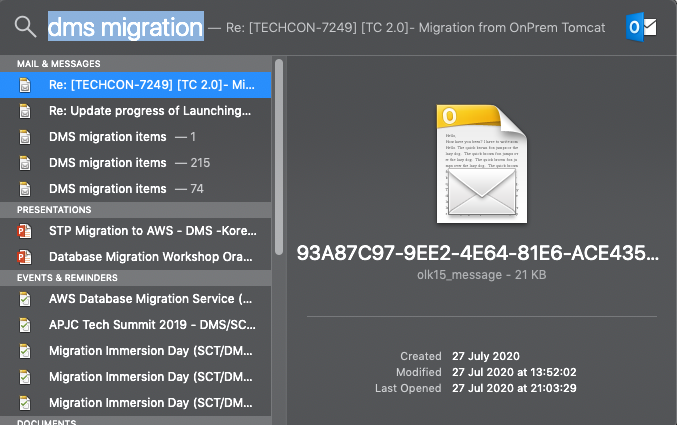 dms migration — Re: [TECHCON-7249] [TC 2.0]- Migration from OnPrem Tomcat
MAIL & MESSAGES
Re: [TECHCON-7249] [TC 2.0]- Mi...
Re: Update progress of Launching...
DMS migration items — 1
DMS migration items — 215
DMS migration items — 74
PRESENTATIONS
STP Migration to AWS - DMS -Kore...
Database Migration Workshop Ora...
EVENTS & REMINDERS
AWS Database Migration Service (...
APJC Tech Summit 2019 - DMS/SC...
Migration Immersion Day (SCT/DM...
Migration Immersion Day (SCT/DM...
Migration Immersion Day (SCT/DM...
DOCUMENTS
93A87C97-9EE2-4E64-81E6-ACE435...
olk15_message - 21 KB
Created 27 July 2020
Modified 27 Jul 2020 at 13:52:02
Last Opened 27 Jul 2020 at 21:03:29